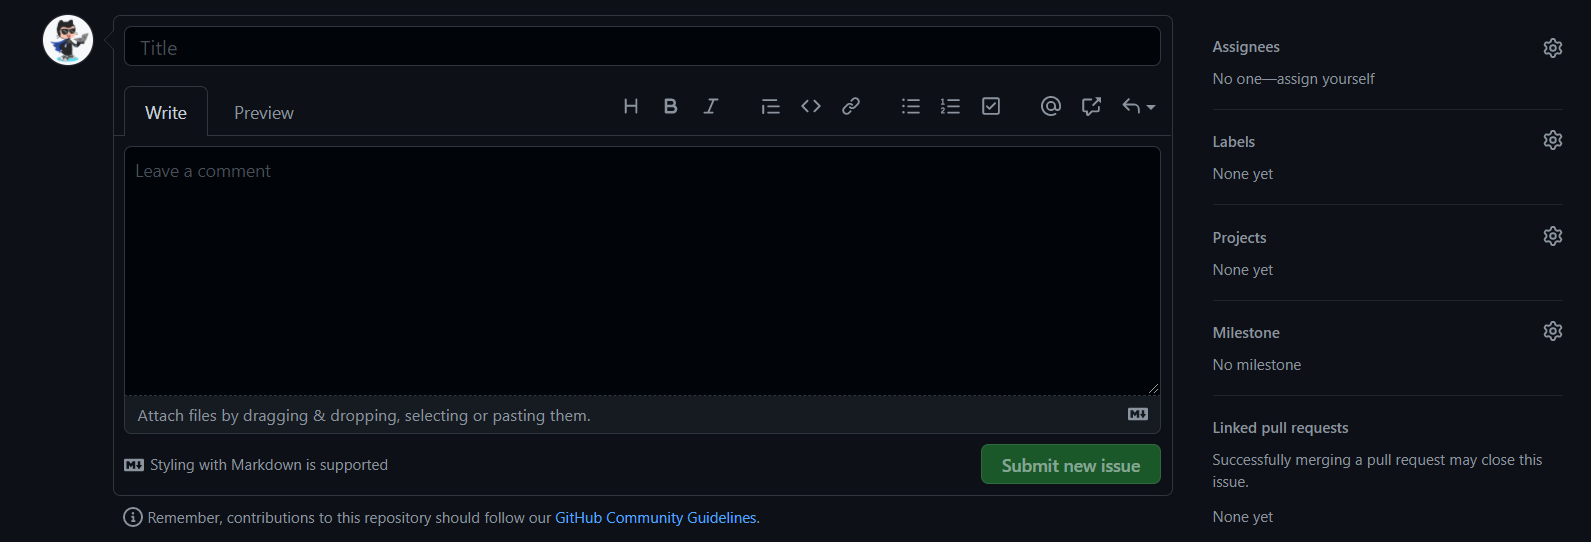 Title
Write
Preview
H B I
Leave a comment
Attach files by dragging & dropping, selecting or pasting them.
Styling with Markdown is supported
Submit new issue
Remember, contributions to this repository should follow our GitHub Community Guidelines.
Assignees
No one—assign yourself
Labels
None yet
Projects
None yet
Milestone
No milestone
Linked pull requests
Successfully merging a pull request may close this
issue.
None yet